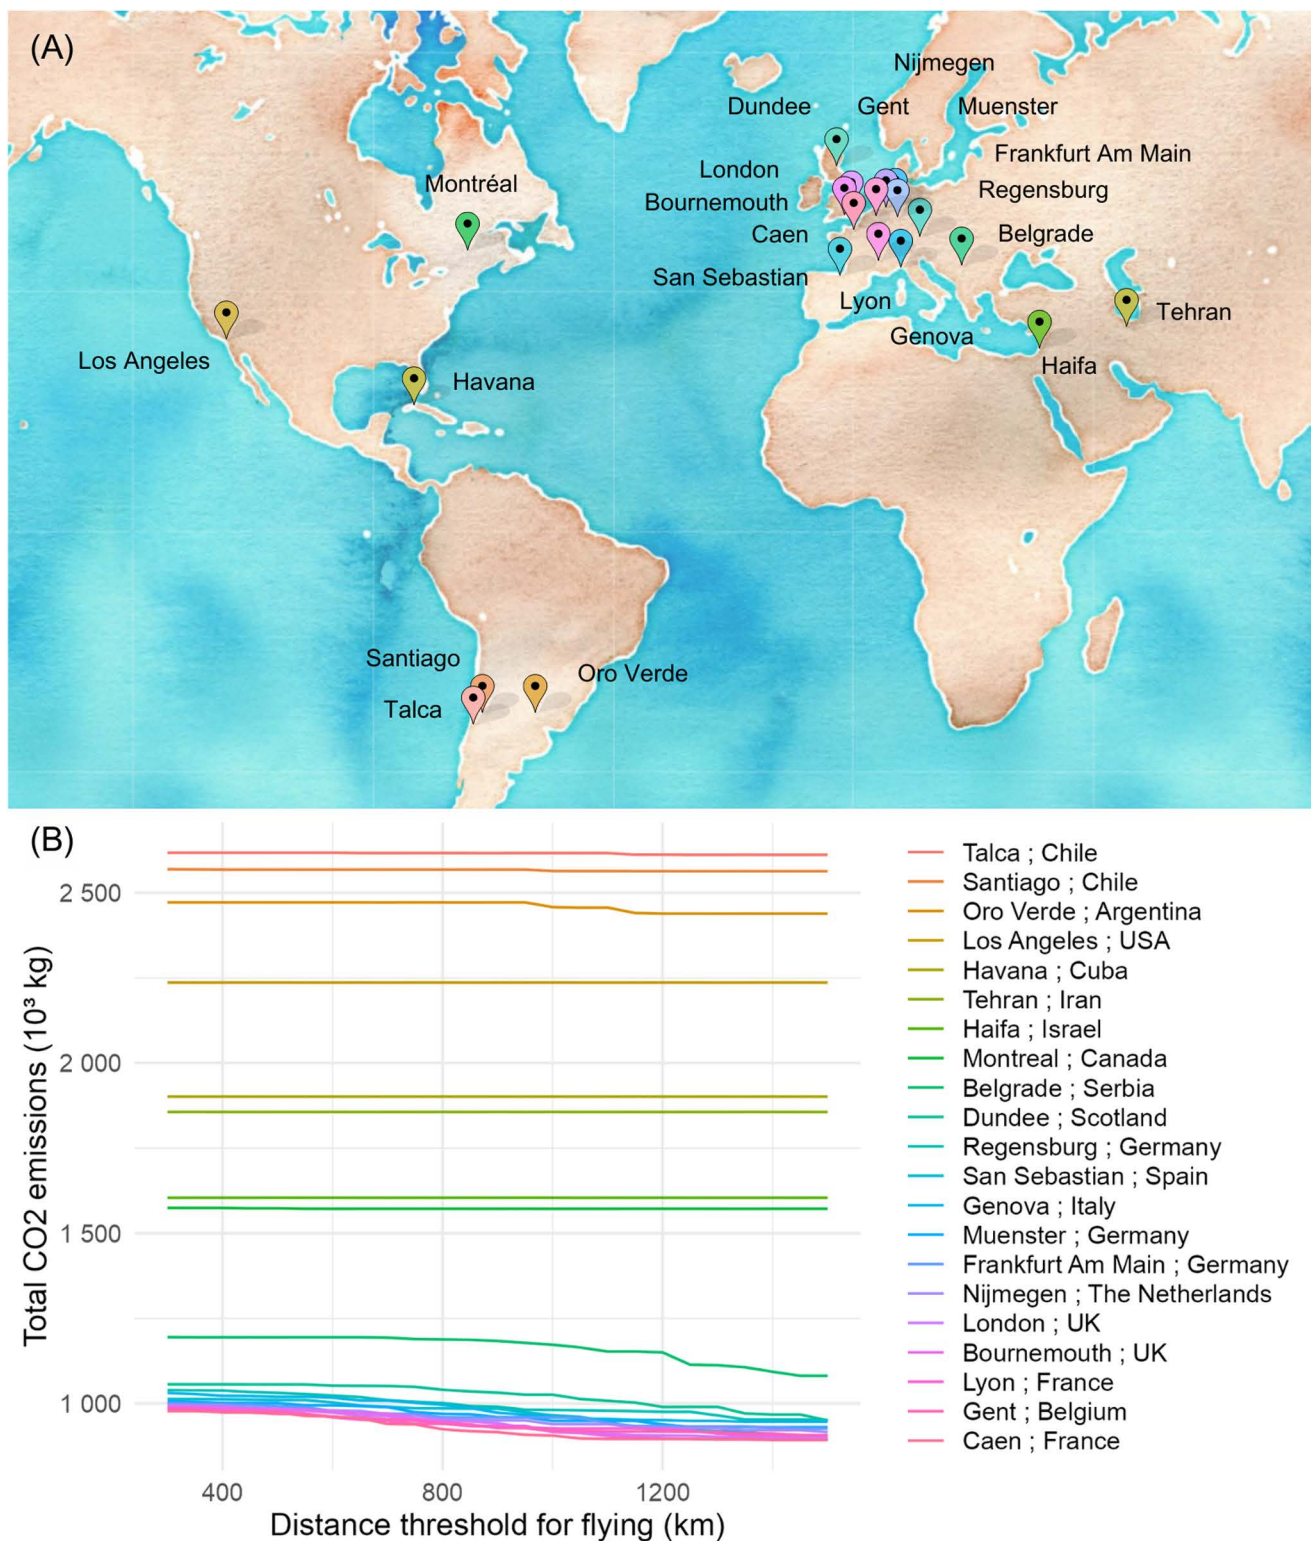 (A)
Nijmegen
Dundee
Gent
Muenster
London
Frankfurt Am Main
Montréal
Regensburg
Bournemouth
Caen
Belgrade
San Sebastian
Lyon
Tehran
Genova
Los Angeles
Haifa
Havana
Santiago
Oro Verde
Talca
(B)
Total CO2 emissions (10³ kg)
2 500
2 000
1 500
1 000
400
800
1200
Distance threshold for flying (km)
Talca ; Chile
Santiago ; Chile
Oro Verde ; Argentina
Los Angeles ; USA
Havana ; Cuba
Tehran ; Iran
Haifa ; Israel
Montreal ; Canada
Belgrade ; Serbia
Dundee ; Scotland
Regensburg ; Germany
San Sebastian ; Spain
Genova ; Italy
Muenster ; Germany
Frankfurt Am Main ; Germany
Nijmegen ; The Netherlands
London ; UK
Bournemouth ; UK
Lyon ; France
Gent ; Belgium
Caen ; France